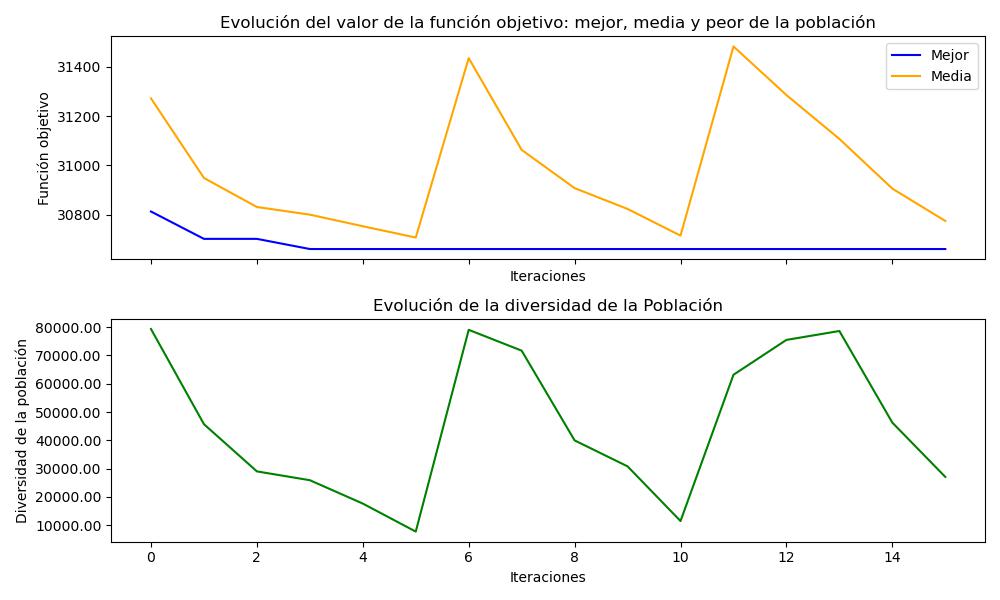 Evolución del valor de la función objetivo: mejor, media y peor de la población
Función objetivo
31400
31200
31000
30800
Mejor
Media
Iteraciones
Evolución de la diversidad de la Población
Diversidad de la población
80000.00
70000.00
60000.00
50000.00
40000.00
30000.00
20000.00
10000.00
0 2 4 6 8 10 12 14
Iteraciones